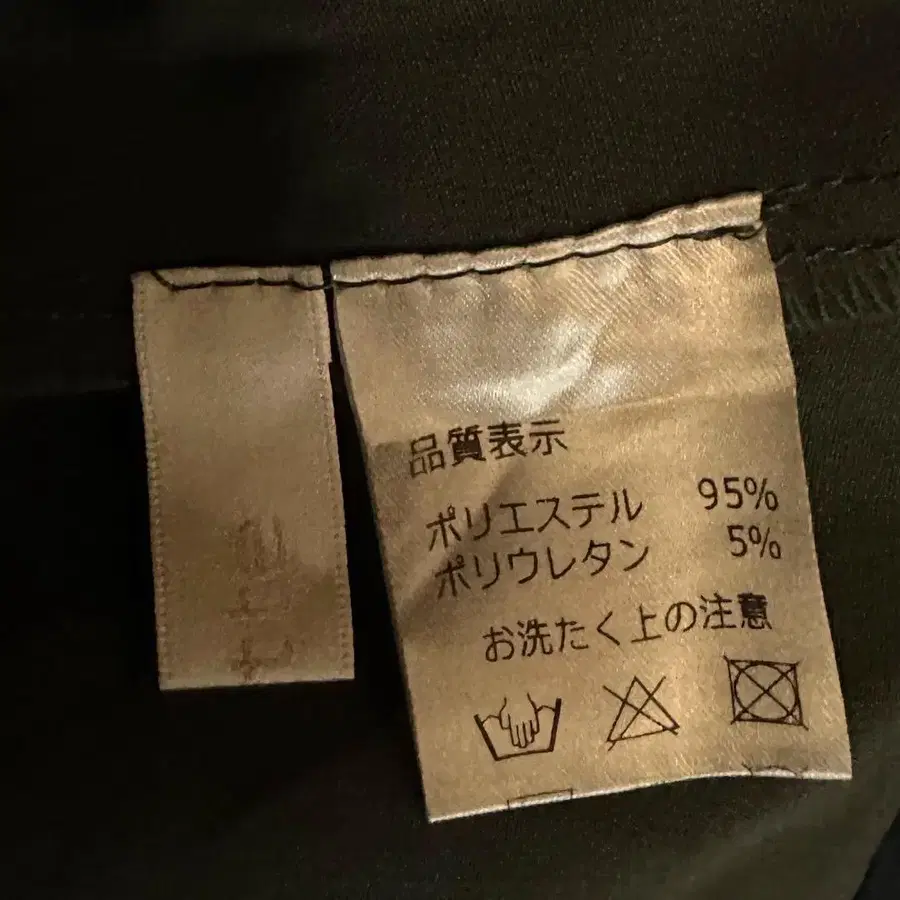 品質表示
ポリエステル 95%
ポリウレタン 5%
お洗たく上の注意